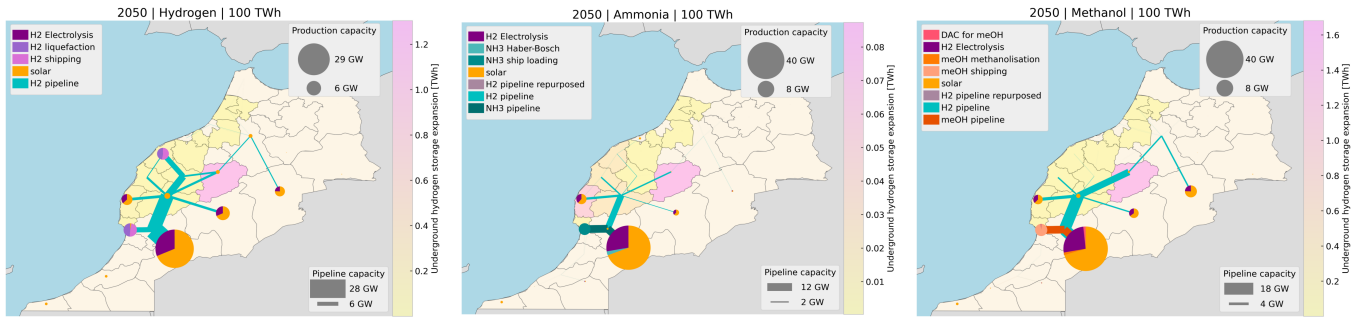 2050 | Hydrogen | 100 TWh
H2 Electrolysis
H2 liquefaction
H2 shipping
solar
H2 pipeline
Production capacity
29 GW
6 GW
Pipeline capacity
28 GW
6 GW
1.2
1.0
0.8
0.6
0.4
0.2
Underground hydrogen storage expansion [TWh]
2050 | Ammonia | 100 TWh
H2 Electrolysis
NH3 Haber-Bosch
NH3 ship loading
solar
H2 pipeline repurposed
H2 pipeline
NH3 pipeline
Production capacity
40 GW
8 GW
Pipeline capacity
12 GW
2 GW
0.08
0.07
0.06
0.05
0.04
0.03
0.02
0.01
Underground hydrogen storage expansion [TWh]
2050 | Methanol | 100 TWh
DAC for meOH
H2 Electrolysis
meOH methanolisation
meOH shipping
solar
H2 pipeline repurposed
H2 pipeline
meOH pipeline
Production capacity
40 GW
8 GW
Pipeline capacity
18 GW
4 GW
1.6
1.4
1.2
1.0
0.8
0.6
0.4
0.2
Underground hydrogen storage expansion [TWh]